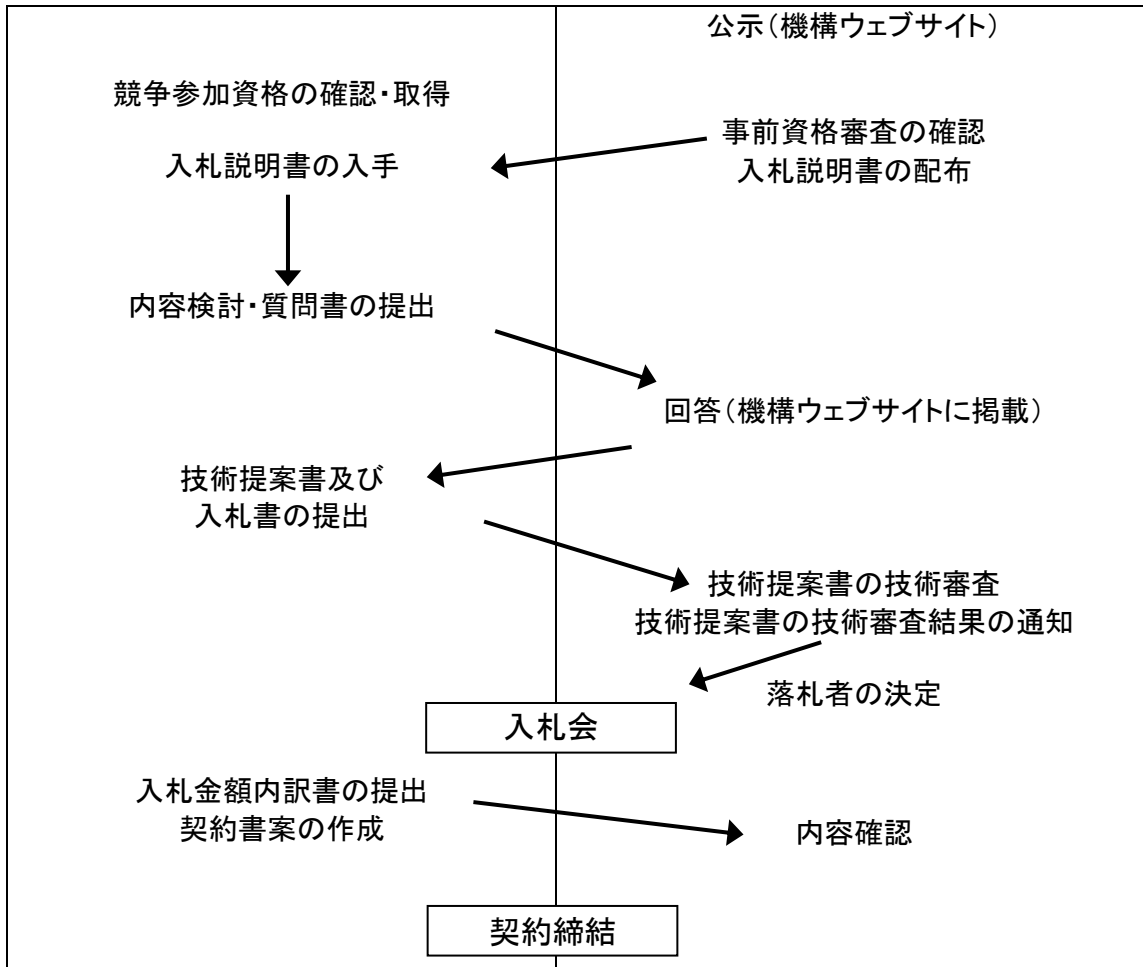 公示（機構ウェブサイト）
競争参加資格の確認・取得
事前資格審査の確認
入札説明書の配布
入札説明書の入手
内容検討・質問書の提出
回答（機構ウェブサイトに掲載）
技術提案書及び
入札書の提出
技術提案書の技術審査
技術提案書の技術審査結果の通知
落札者の決定
入札会
入札金額内訳書の提出
契約書案の作成
内容確認
契約締結